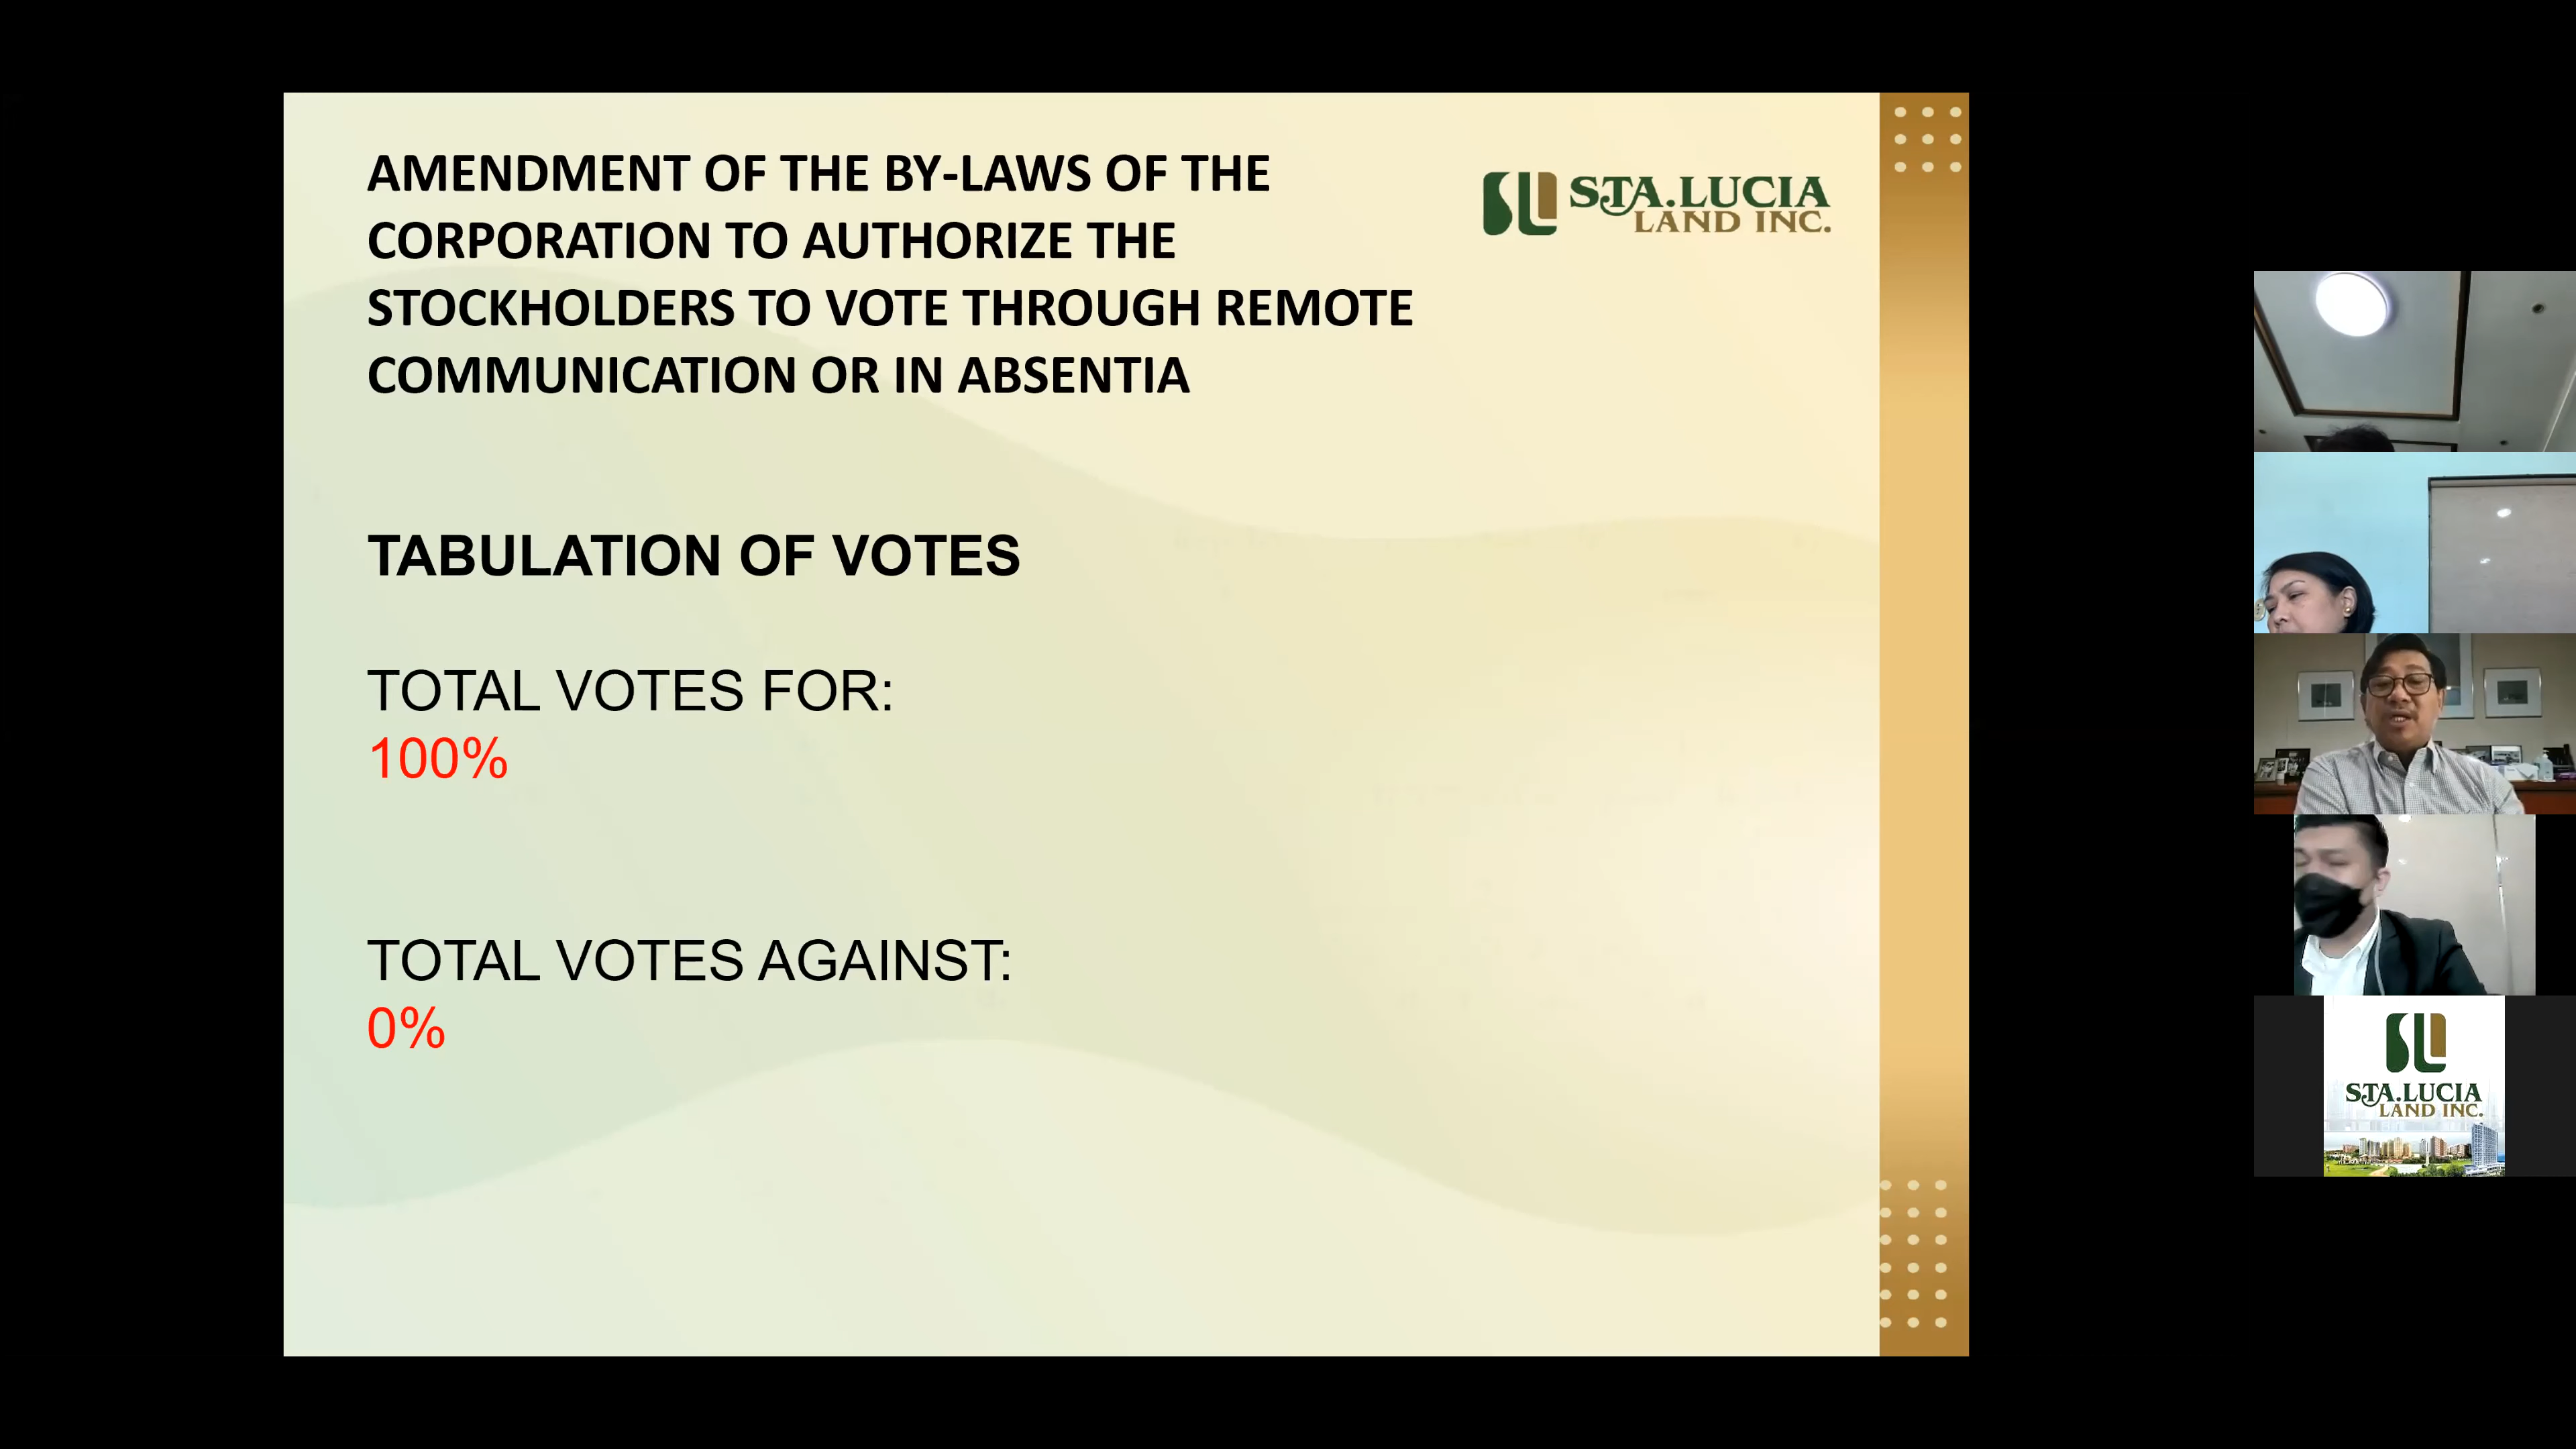 AMENDMENT OF THE BY-LAWS OF THE
CORPORATION TO AUTHORIZE THE
STOCKHOLDERS TO VOTE THROUGH REMOTE
COMMUNICATION OR IN ABSENTIA
STA.LUCIA
LAND INC.
TABULATION OF VOTES
TOTAL VOTES FOR:
100%
TOTAL VOTES AGAINST:
0%
STA.LUCIA
LAND INC.